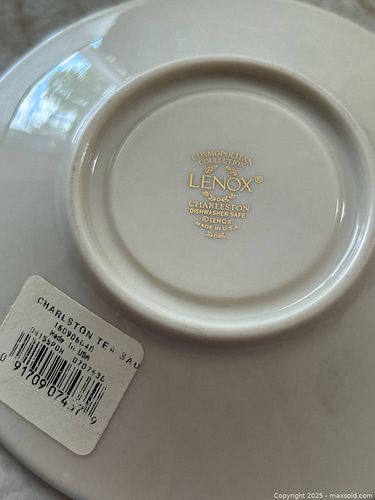 COSMOPOLITAN
COLLECTION
LENOX®
CHARLESTON
DISHWASHER SAFE
© LENOX
MADE IN U.S.A.
CHARLSTON TEA SAU
Made in USA
Copyright 2025 - maxsold.com